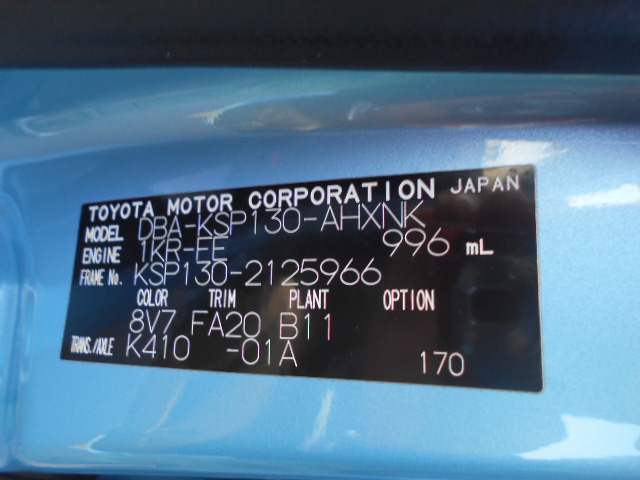 TOYOTA MOTOR CORPORATION JAPAN
MODEL DBA-KSP130-AHXNK
ENGINE 1KR-EE 996 mL
FRAME No. KSP130-2125966
COLOR TRIM PLANT OPTION
8V7 FA20 B11
TRANS./AXLE K410 -01A 170